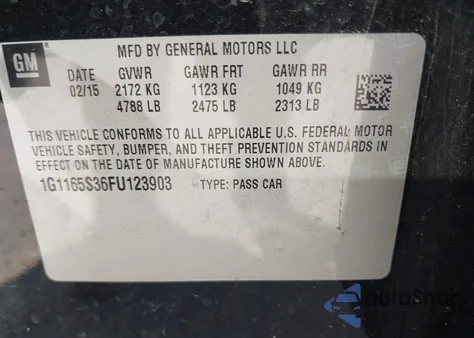 GM
MFD BY GENERAL MOTORS LLC
DATE GVWR GAWR FRT GAWR RR
02/15 2172 KG 1123 KG 1049 KG
4788 LB 2475 LB 2313 LB
THIS VEHICLE CONFORMS TO ALL APPLICABLE U.S. FEDERAL MOTOR
VEHICLE SAFETY, BUMPER, AND THEFT PREVENTION STANDARDS IN
EFFECT ON THE DATE OF MANUFACTURE SHOWN ABOVE.
1G1165S36FU123903 TYPE: PASS CAR
AutoSnap